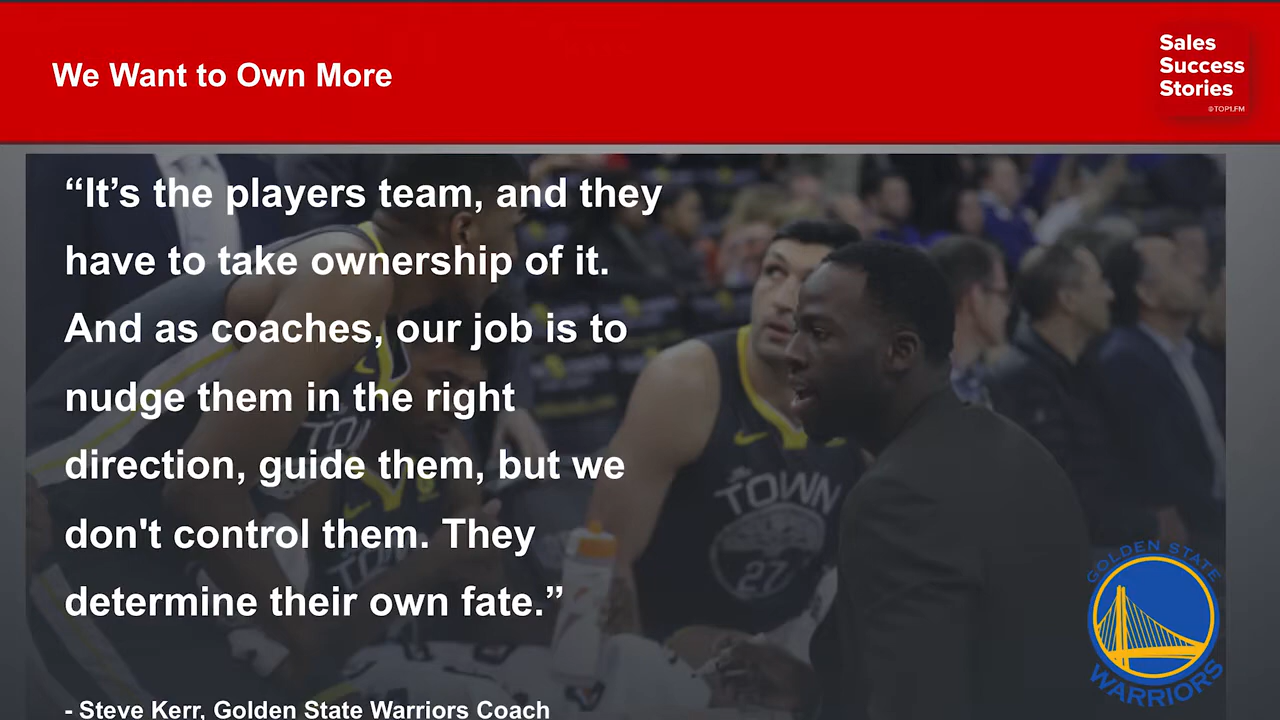 We Want to Own More
Sales
Success
Stories
@TOP1.FM
“It’s the players team, and they
have to take ownership of it.
And as coaches, our job is to
nudge them in the right
direction, guide them, but we
don't control them. They
determine their own fate.”
- Steve Kerr, Golden State Warriors Coach
THE
TOWN
27
GOLDEN STATE
WARRIORS